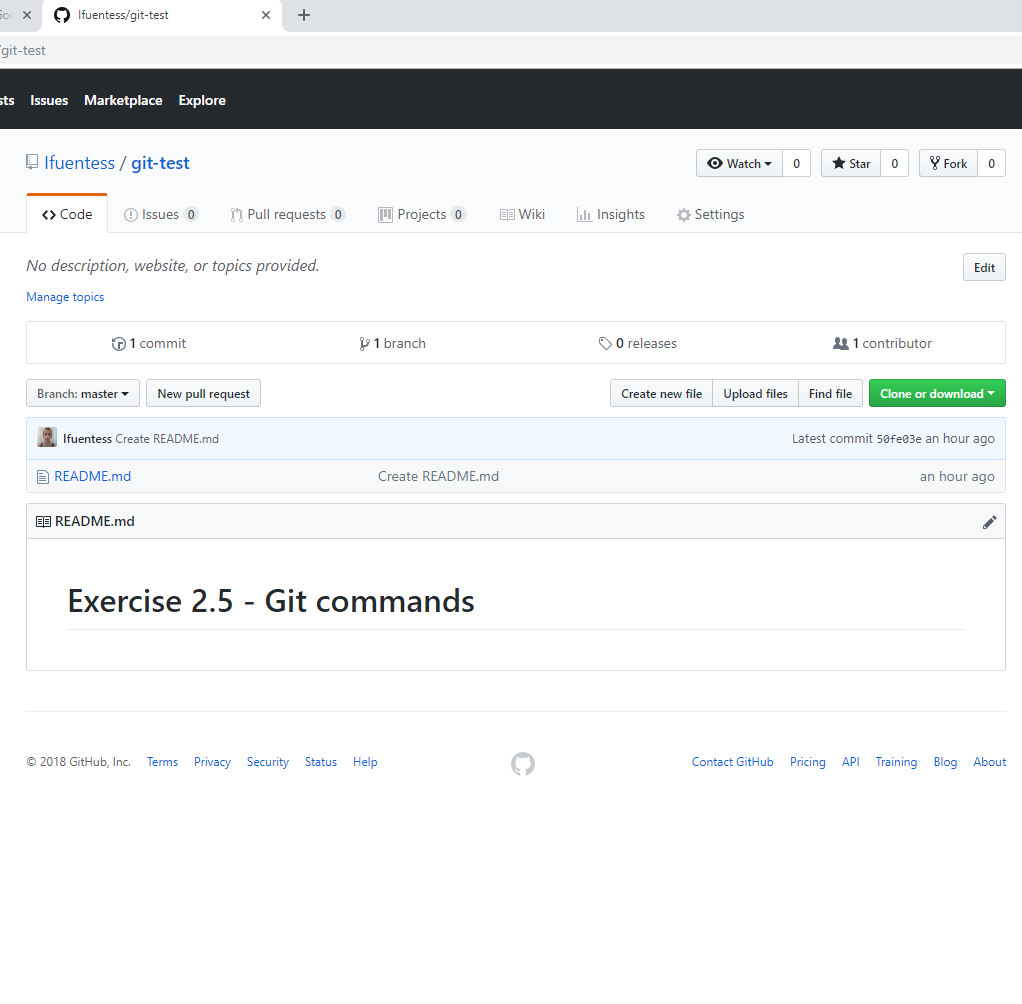 lfuentess/git-test
/git-test
Issues Marketplace Explore
lfuentess / git-test Watch 0 Star 0 Fork 0
Code Issues 0 Pull requests 0 Projects 0 Wiki Insights Settings
No description, website, or topics provided. Edit
Manage topics
1 commit 1 branch 0 releases 1 contributor
Branch: master New pull request Create new file Upload files Find file Clone or download
lfuentess Create README.md Latest commit 50fe03e an hour ago
README.md Create README.md an hour ago
README.md
Exercise 2.5 - Git commands
© 2018 GitHub, Inc. Terms Privacy Security Status Help Contact GitHub Pricing API Training Blog About